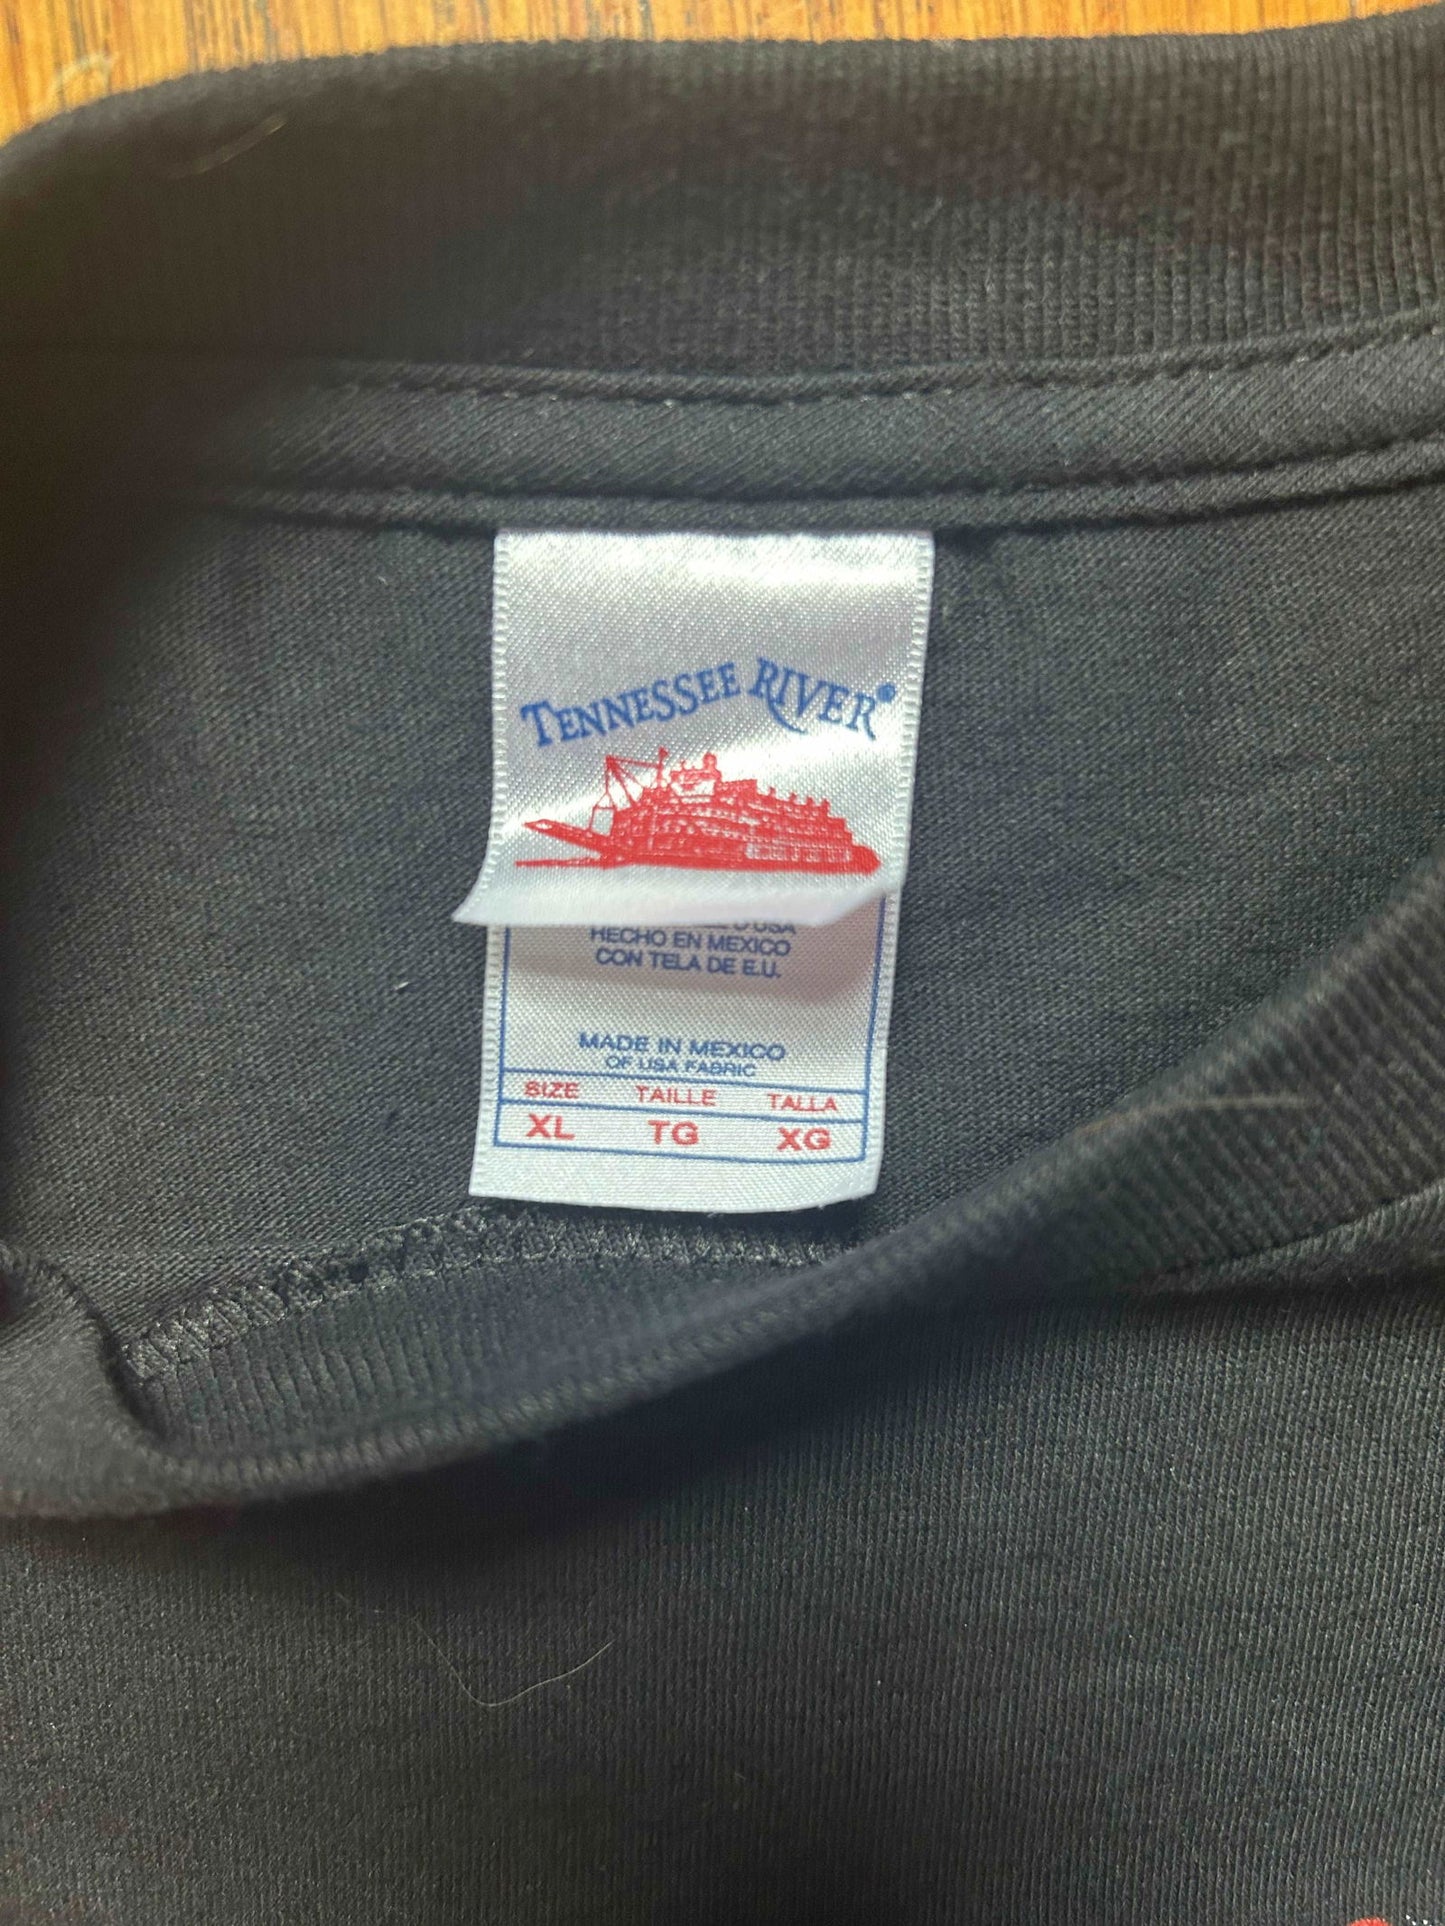 TENNESSEE RIVER®
USA
HECHO EN MEXICO
CON TELA DE E.U.
MADE IN MEXICO
OF USA FABRIC
SIZE TAILLE TALLA
XL TG XG